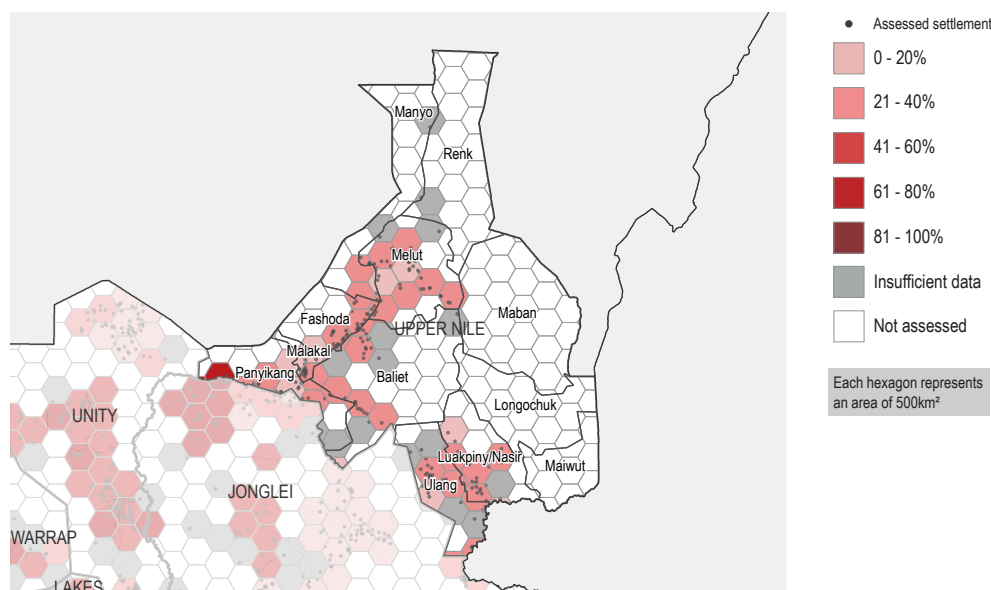 Assessed settlement
0 - 20%
21 - 40%
41 - 60%
61 - 80%
81 - 100%
Insufficient data
Not assessed
Each hexagon represents
an area of 500km²
Manyo
Renk
Melut
Maban
Fashoda
UPPER NILE
Malakal
Panyikang
Baliet
Longochuk
UNITY
Luakpiny/Nasir
Maiwut
Ulang
JONGLEI
WARRAP
LAKES